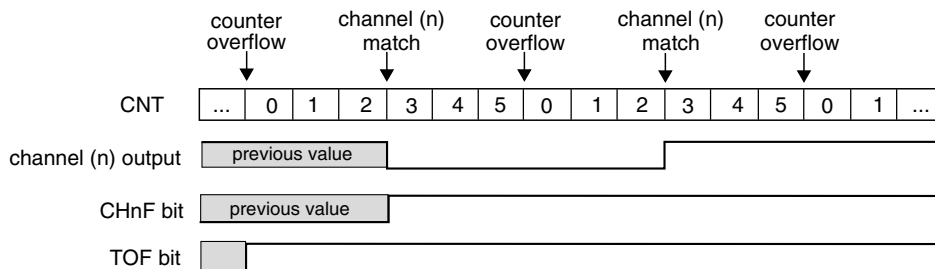 counter overflow
channel (n) match
counter overflow
channel (n) match
counter overflow
CNT ... 0 1 2 3 4 5 0 1 2 3 4 5 0 1 ...
channel (n) output previous value
CHnF bit previous value
TOF bit